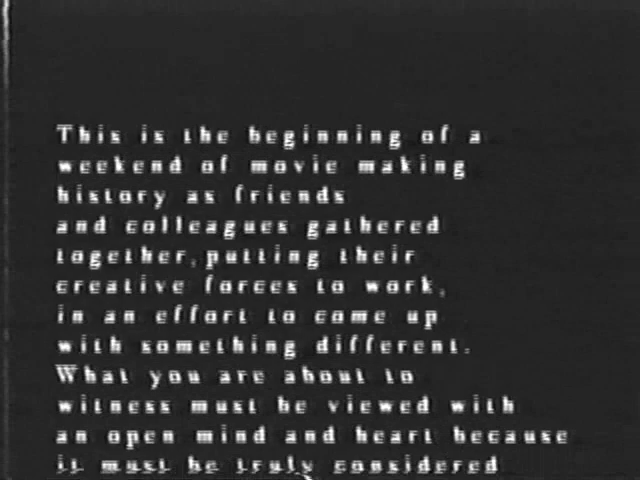 This is the beginning of a
weekend of movie making
history as friends
and colleagues gathered
together, putting their
creative forces to work,
in an effort to come up
with something different.
What you are about to
witness must be viewed with
an open mind and heart because
it must be truly considered